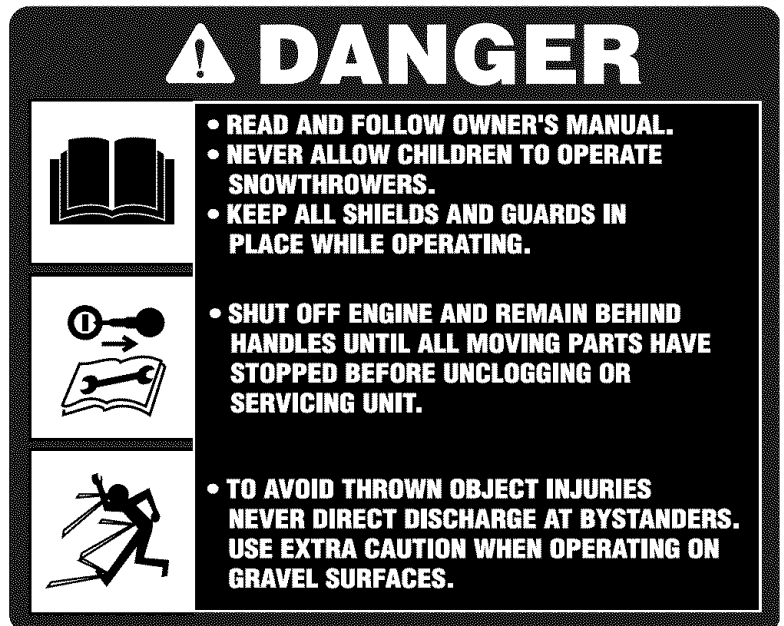 DANGER
• READ AND FOLLOW OWNER'S MANUAL.
• NEVER ALLOW CHILDREN TO OPERATE
SNOWTHROWERS.
• KEEP ALL SHIELDS AND GUARDS IN
PLACE WHILE OPERATING.
• SHUT OFF ENGINE AND REMAIN BEHIND
HANDLES UNTIL ALL MOVING PARTS HAVE
STOPPED BEFORE UNCLOGGING OR
SERVICING UNIT.
• TO AVOID THROWN OBJECT INJURIES
NEVER DIRECT DISCHARGE AT BYSTANDERS.
USE EXTRA CAUTION WHEN OPERATING ON
GRAVEL SURFACES.